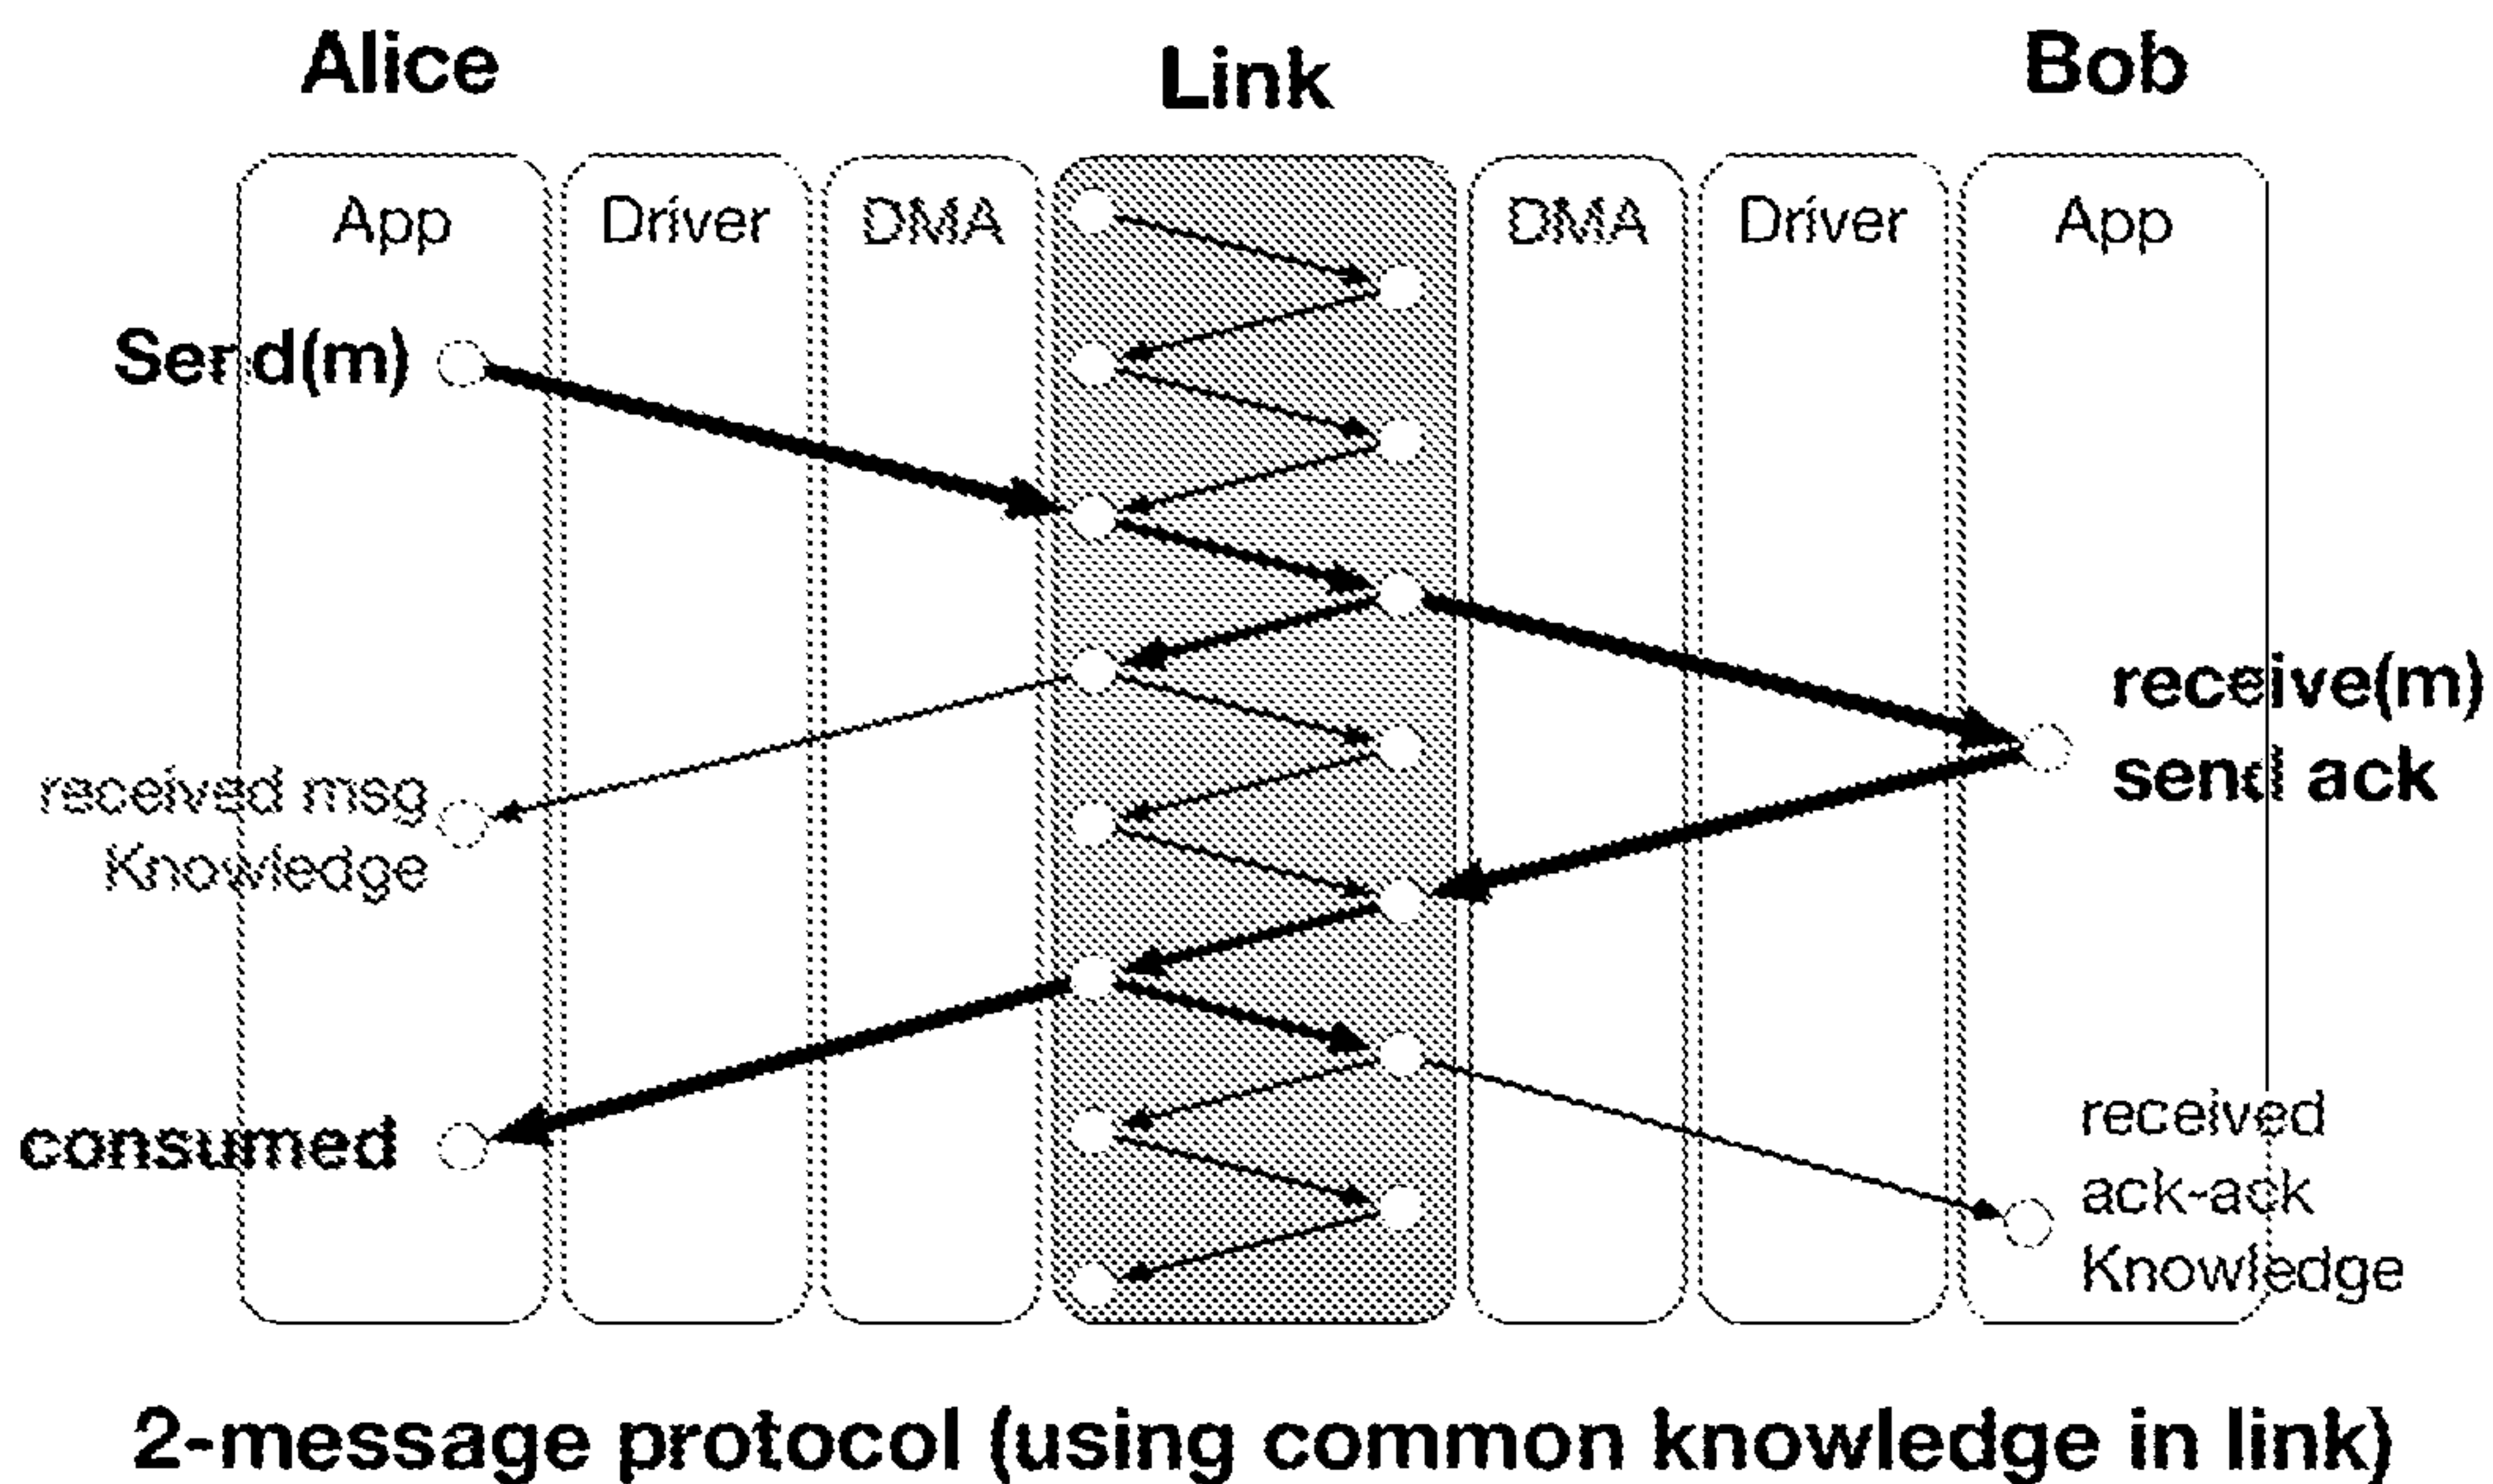 Alice
Link
Bob
App
Driver
DMA
DMA
Driver
App
Send(m)
receive(m)
send ack
received msg
Knowledge
consumed
received
ack-ack
Knowledge
2-message protocol (using common knowledge in link)